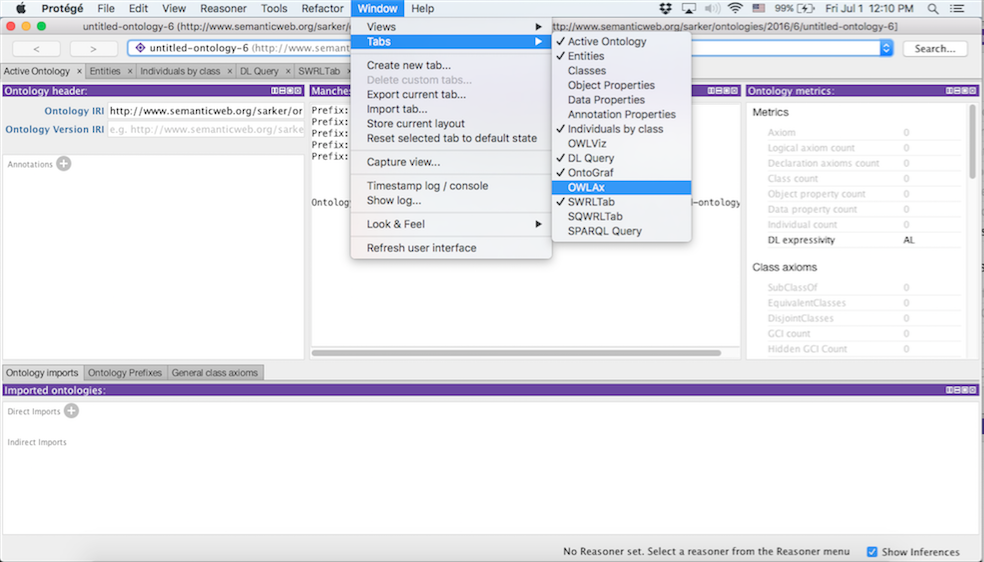 Protégé File Edit View Reasoner Tools Refactor Window Help 99% Fri Jul 1 12:10 PM
untitled-ontology-6 (http://www.semanticweb.org/sarker/ ttp://www.semanticweb.org/sarker/ontologies/2016/6/untitled-ontology-6]
< > untitled-ontology-6 (http://www.semant Search...
Active Ontology × Entities × Individuals by class × DL Query × SWRLTab ×
Views
Tabs
Create new tab...
Delete custom tabs...
Export current tab...
Import tab...
Store current layout
Reset selected tab to default state
Capture view...
Timestamp log / console
Show log...
Look & Feel
Refresh user interface
✓ Active Ontology
✓ Entities
Classes
Object Properties
Data Properties
Annotation Properties
✓ Individuals by class
OWLViz
✓ DL Query
✓ OntoGraf
OWLAx
✓ SWRLTab
SQWRLTab
SPARQL Query
Ontology header:
Ontology IRI http://www.semanticweb.org/sarker/or
Ontology Version IRI e.g. http://www.semanticweb.org/sarke
Annotations
Manches
Prefix:
Prefix:
Prefix:
Prefix:
Prefix:
Ontology d-ontology
Ontology metrics:
Metrics
Axiom 0
Logical axiom count 0
Declaration axioms count 0
Class count 0
Object property count 0
Data property count 0
Individual count 0
DL expressivity AL
Class axioms
SubClassOf 0
EquivalentClasses 0
DisjointClasses 0
GCI count 0
Hidden GCI Count 0
Ontology imports Ontology Prefixes General class axioms
Imported ontologies:
Direct Imports
Indirect Imports
No Reasoner set. Select a reasoner from the Reasoner menu Show Inferences